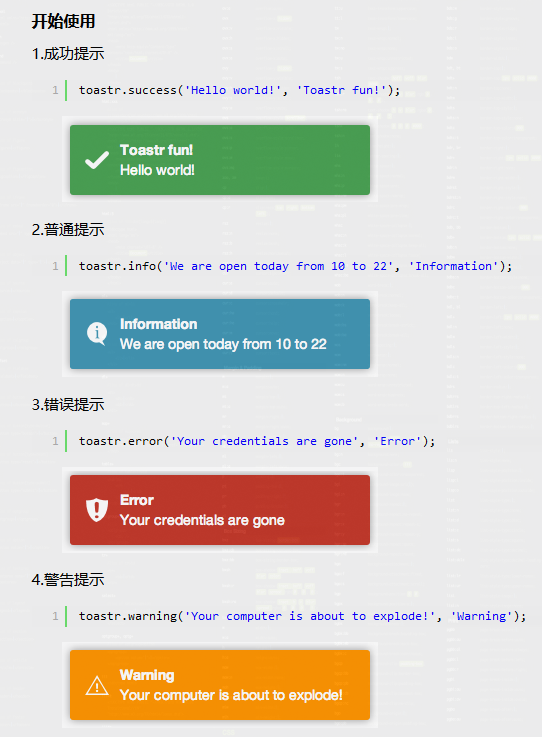 开始使用
1.成功提示
1 toastr.success('Hello world!', 'Toastr fun!');
Toastr fun!
Hello world!
2.普通提示
1 toastr.info('We are open today from 10 to 22', 'Information');
Information
We are open today from 10 to 22
3.错误提示
1 toastr.error('Your credentials are gone', 'Error');
Error
Your credentials are gone
4.警告提示
1 toastr.warning('Your computer is about to explode!', 'Warning');
Warning
Your computer is about to explode!